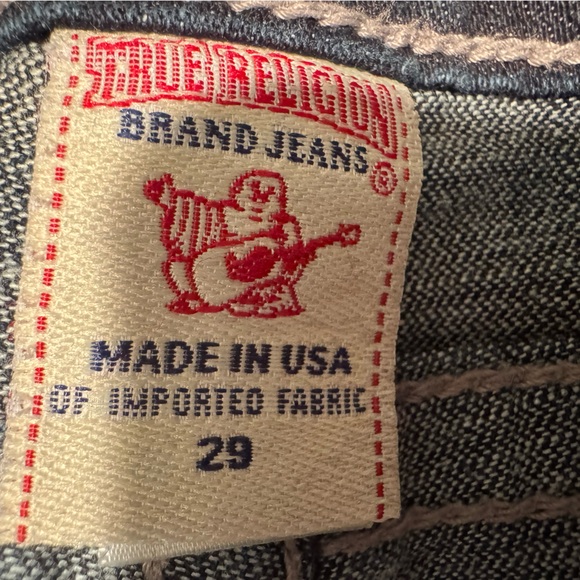 TRUE RELIGION
BRAND JEANS
®
MADE IN USA
OF IMPORTED FABRIC
29